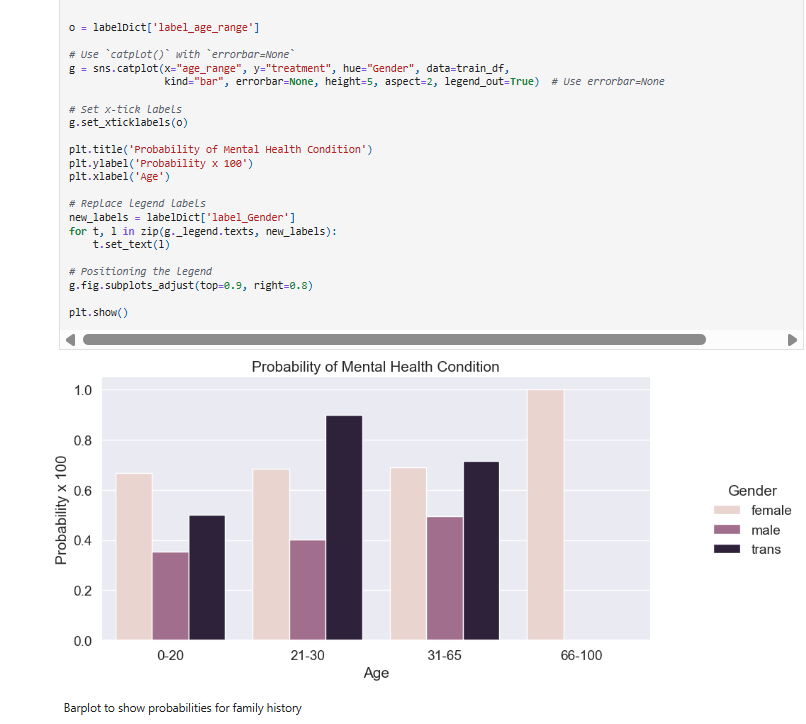 o = labelDict['label_age_range']
# Use `catplot()` with `errorbar=None`
g = sns.catplot(x="age_range", y="treatment", hue="Gender", data=train_df,
kind="bar", errorbar=None, height=5, aspect=2, legend_out=True)  # Use errorbar=None
# Set x-tick labels
g.set_xticklabels(o)
plt.title('Probability of Mental Health Condition')
plt.ylabel('Probability x 100')
plt.xlabel('Age')
# Replace legend labels
new_labels = labelDict['label_Gender']
for t, l in zip(g._legend.texts, new_labels):
t.set_text(l)
# Positioning the legend
g.fig.subplots_adjust(top=0.9, right=0.8)
plt.show()
Probability of Mental Health Condition
1.0
0.8
0.6
0.4
0.2
0.0
Probability x 100
0-20
21-30
31-65
66-100
Age
Gender
female
male
trans
Barplot to show probabilities for family history